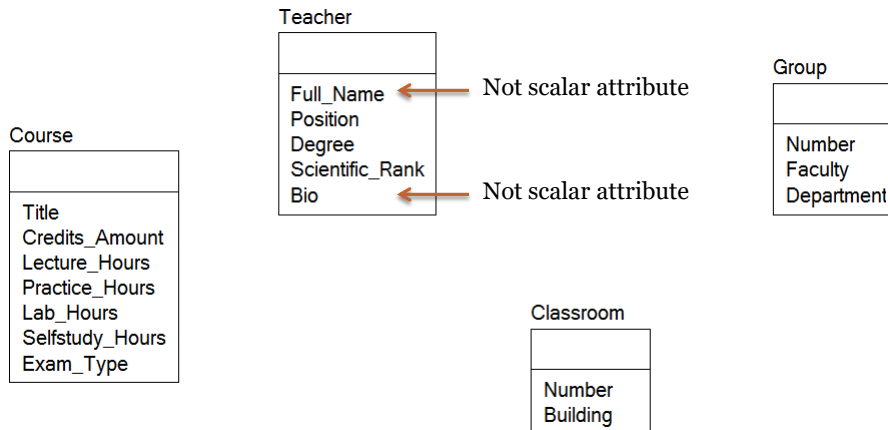 Teacher
Full_Name
Not scalar attribute
Position
Degree
Scientific_Rank
Bio
Not scalar attribute
Group
Number
Faculty
Department
Course
Title
Credits_Amount
Lecture_Hours
Practice_Hours
Lab_Hours
Selfstudy_Hours
Exam_Type
Classroom
Number
Building